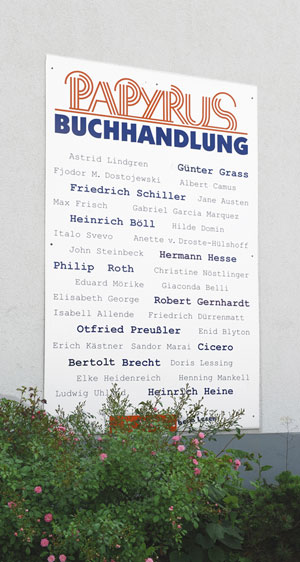 PAPYRUS
BUCHHANDLUNG
Astrid Lindgren Günter Grass
Fjodor M. Dostojewski Albert Camus
Friedrich Schiller Jane Austen
Max Frisch Gabriel Garcia Marquez
Heinrich Böll Hilde Domin
Italo Svevo Anette v. Droste-Hülshoff
John Steinbeck Hermann Hesse
Philip Roth Christine Nöstlinger
Eduard Mörike Giaconda Belli
Elisabeth George Robert Gernhardt
Isabell Allende Friedrich Dürrenmatt
Otfried Preußler Enid Blyton
Erich Kästner Sandor Marai Cicero
Bertolt Brecht Doris Lessing
Elke Heidenreich Henning Mankell
Ludwig Heinrich Heine
Lesen